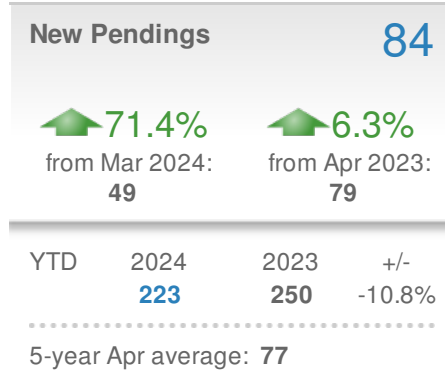 New Pendings 84
71.4% 6.3%
from Mar 2024: from Apr 2023:
49 79
YTD 2024 2023 +/-
223 250 -10.8%
5-year Apr average: 77